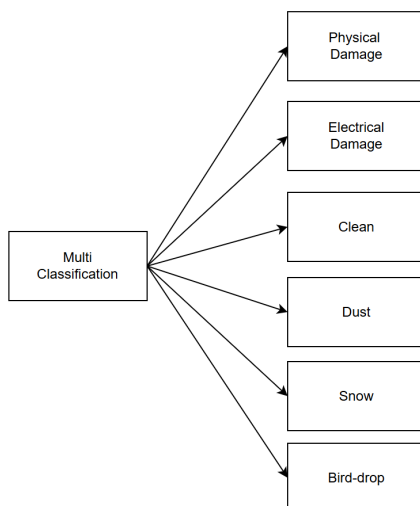 Physical
Damage
Electrical
Damage
Clean
Multi
Classification
Dust
Snow
Bird-drop